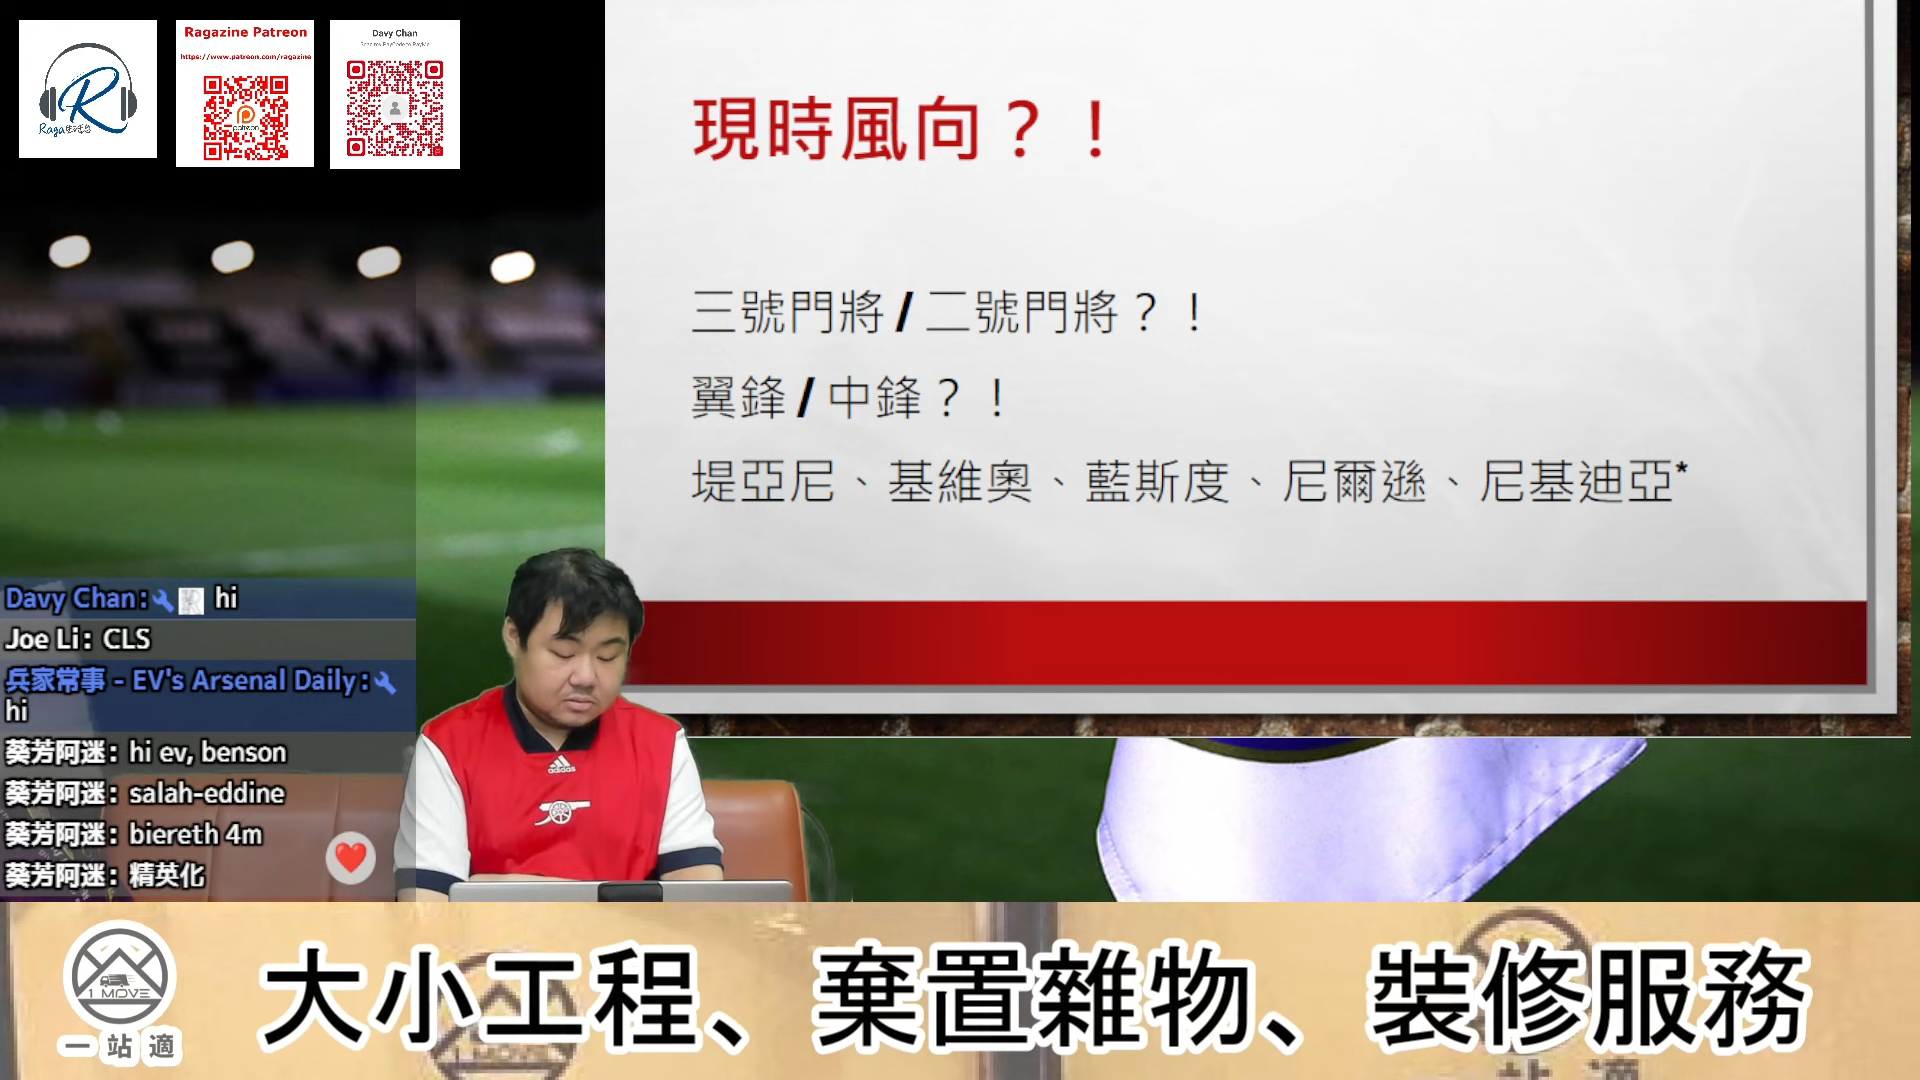 Ragazine Patreon
https://www.patreon.com/ragazine
patreon
Davy Chan
Raga
R
現時風向？！
三號門將 / 二號門將？！
翼鋒 / 中鋒？！
堤亞尼、基維奧、藍斯度、尼爾遜、尼基迪亞*
Davy Chan: hi
Joe Li: CLS
兵家常事 - EV's Arsenal Daily:
hi
葵芳阿迷: hi ev, benson
葵芳阿迷: salah-eddine
葵芳阿迷: biereth 4m
葵芳阿迷: 精英化
adidas
1 MOVE
一站適
大小工程、棄置雜物、裝修服務